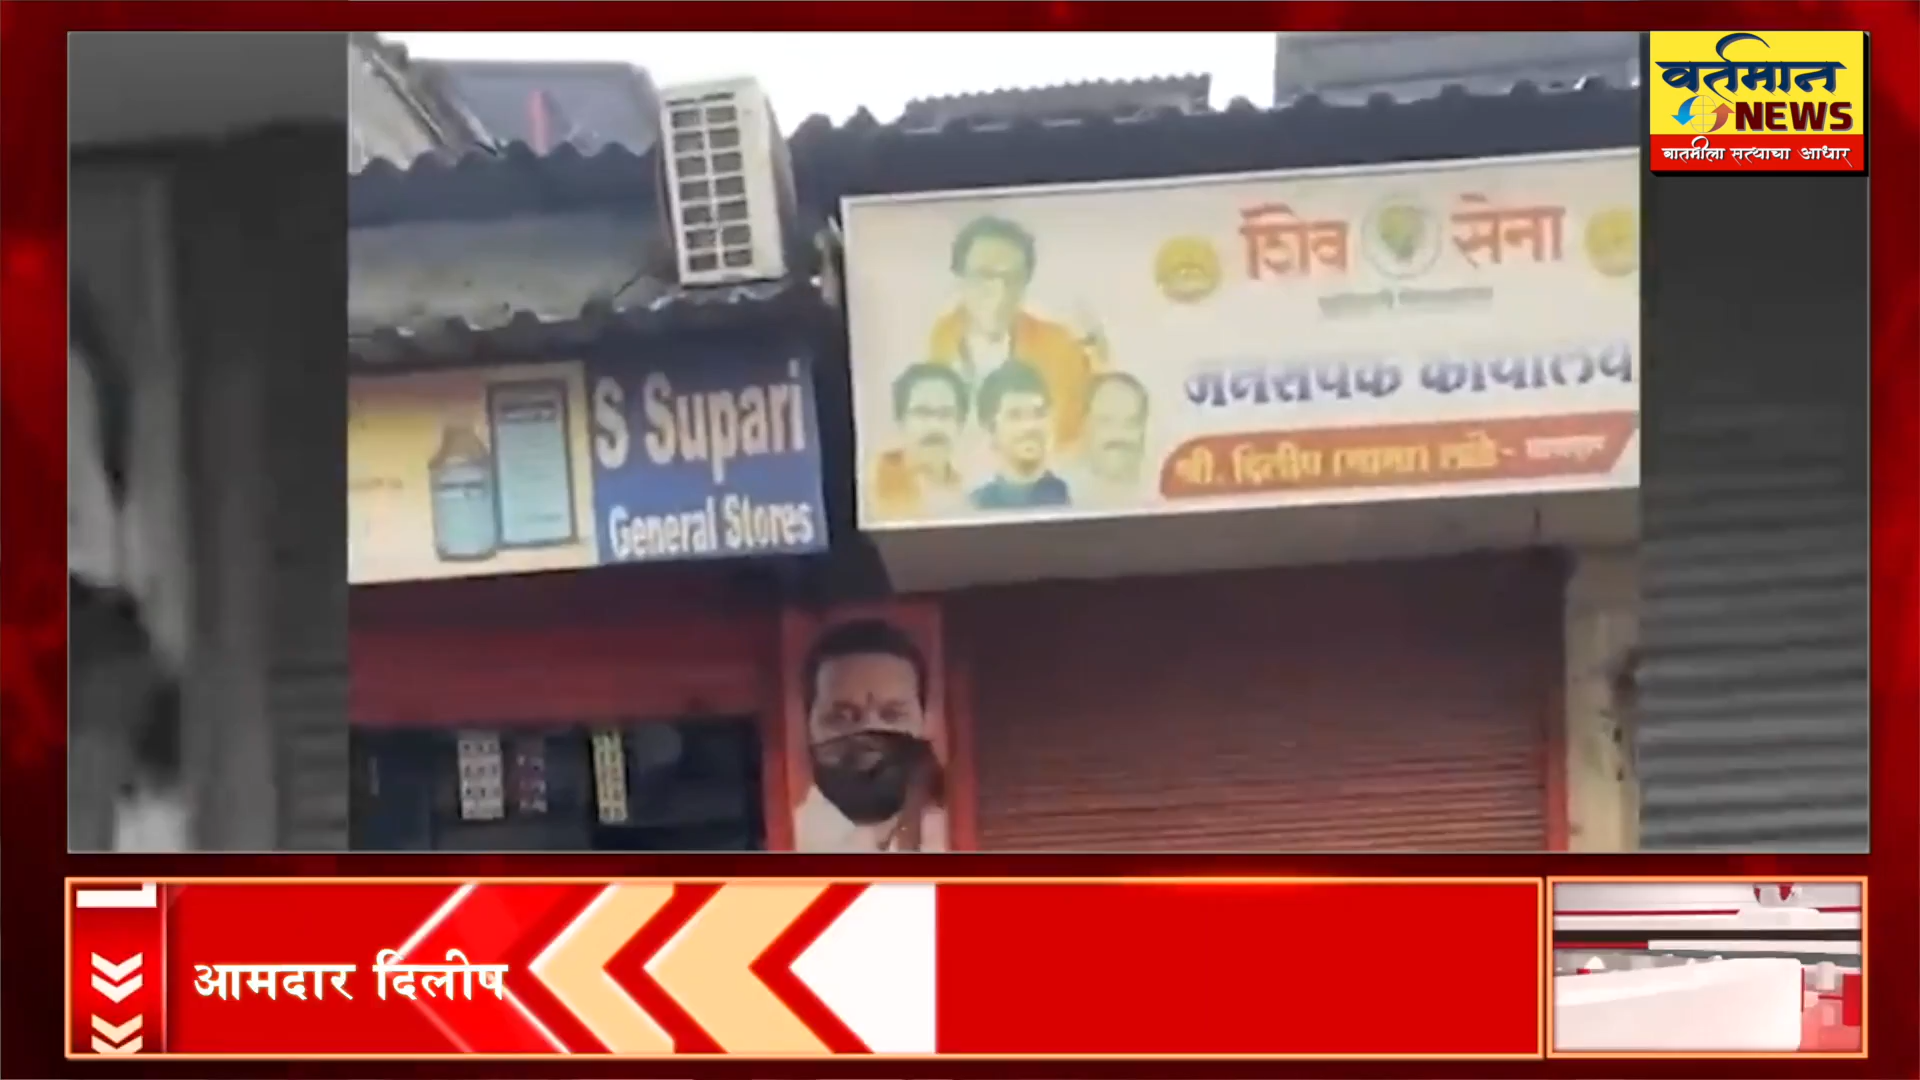 वर्तमान
NEWS
बातमीला सत्याचा आधार
शिव सेना
जनसंपर्क कार्यालय
श्री. दिलीप (मामा) लांडे
S Supari
General Stores
आमदार दिलीप